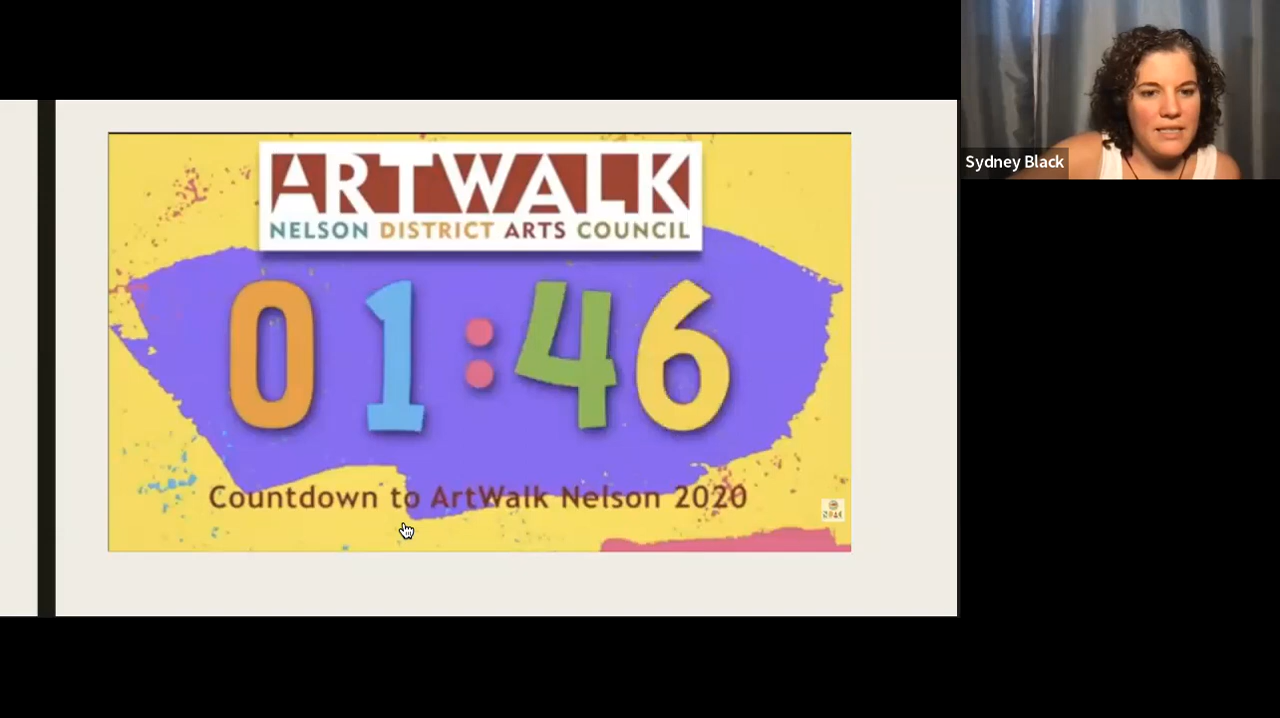 ARTWALK
NELSON DISTRICT ARTS COUNCIL
01:46
Countdown to ArtWalk Nelson 2020
Sydney Black